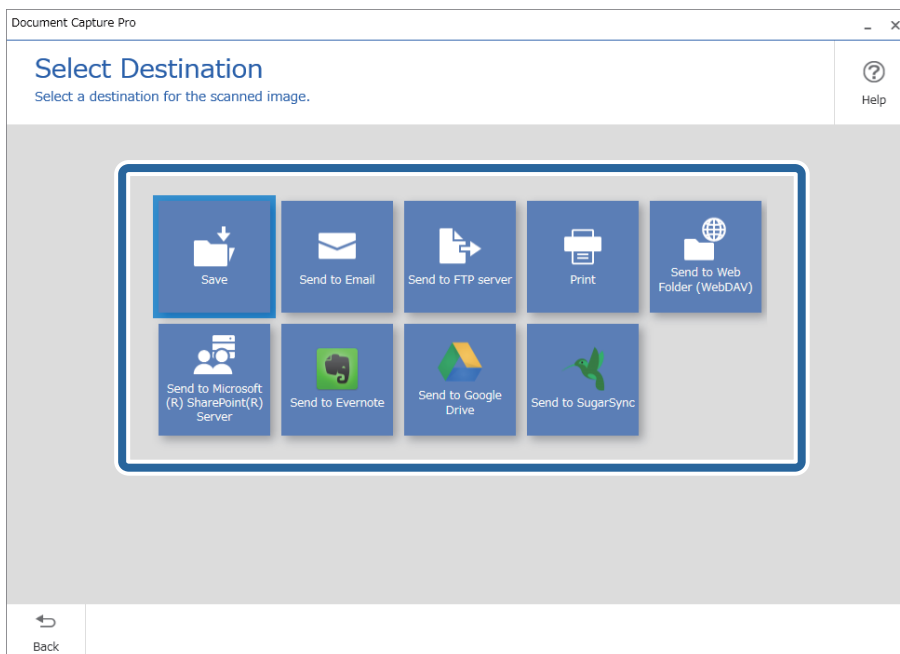 Document Capture Pro
Select Destination
Select a destination for the scanned image.
Help
Save
Send to Email
Send to FTP server
Print
Send to Web
Folder (WebDAV)
Send to Microsoft
(R) SharePoint(R)
Server
Send to Evernote
Send to Google
Drive
Send to SugarSync
Back